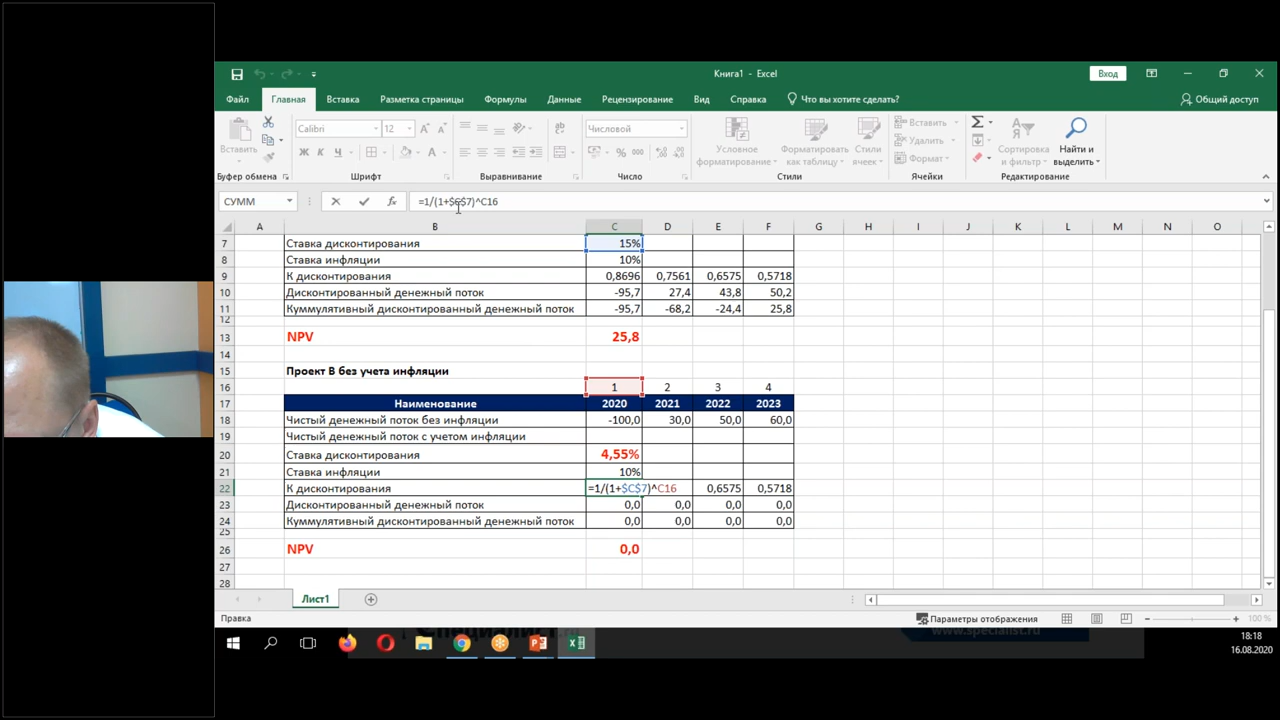 Книга1 - Excel
Вход
Файл Главная Вставка Разметка страницы Формулы Данные Рецензирование Вид Справка Что вы хотите сделать? Общий доступ
Вставить
Calibri 12
Ж К Ч
Числовой
Условное форматирование
Форматировать как таблицу
Стили ячеек
Вставить
Удалить
Формат
Сортировка и фильтр
Найти и выделить
Буфер обмена Шрифт Выравнивание Число Стили Ячейки Редактирование
СУММ =1/(1+$C$7)^C16
A B C D E F G H I J K L M N O
7 Ставка дисконтирования 15%
8 Ставка инфляции 10%
9 К дисконтирования 0,8696 0,7561 0,6575 0,5718
10 Дисконтированный денежный поток -95,7 27,4 43,8 50,2
11 Куммулятивный дисконтированный денежный поток -95,7 -68,2 -24,4 25,8
12
13 NPV 25,8
14
15 Проект В без учета инфляции
16 1 2 3 4
17 Наименование 2020 2021 2022 2023
18 Чистый денежный поток без инфляции -100,0 30,0 50,0 60,0
19 Чистый денежный поток с учетом инфляции
20 Ставка дисконтирования 4,55%
21 Ставка инфляции 10%
22 К дисконтирования =1/(1+$C$7)^C16 0,6575 0,5718
23 Дисконтированный денежный поток 0,0 0,0 0,0 0,0
24 Куммулятивный дисконтированный денежный поток 0,0 0,0 0,0 0,0
25
26 NPV 0,0
27
28
Лист1
Правка Параметры отображения 100 %
www.specialist.ru
18:18
16.08.2020